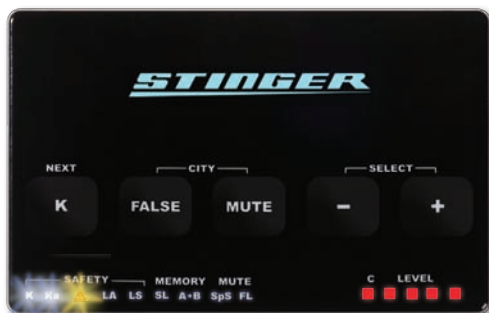 STINGER
NEXT CITY SELECT
K FALSE MUTE − +
SAFETY MEMORY MUTE C LEVEL
K Ka LA LS SL A+B SpS FL